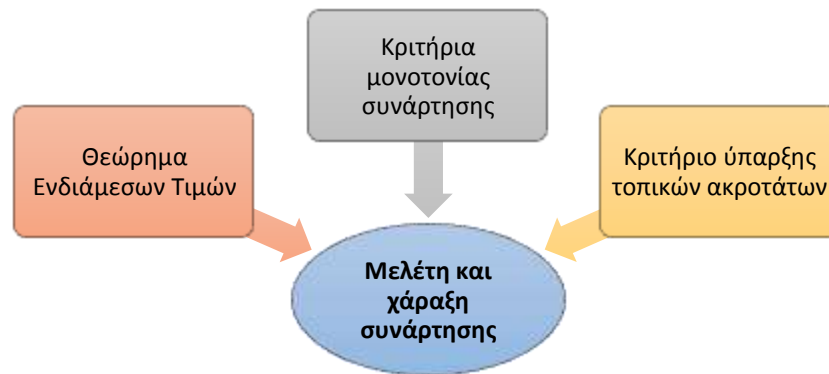 Κριτήρια
μονοτονίας
συνάρτησης
Θεώρημα
Ενδιάμεσων Τιμών
Κριτήριο ύπαρξης
τοπικών ακροτάτων
Μελέτη και
χάραξη
συνάρτησης